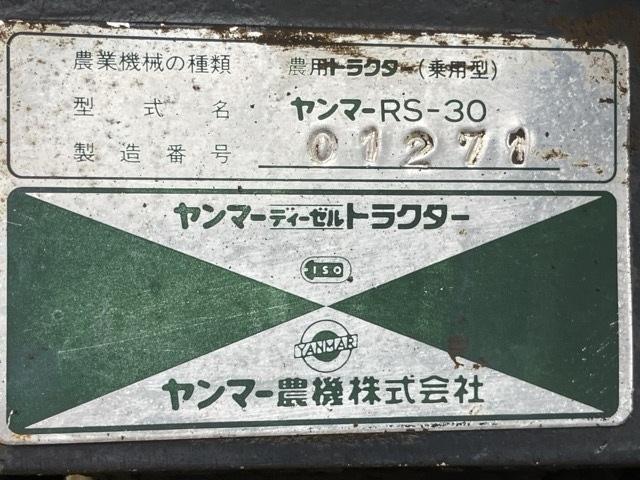 農業機械の種類 農用トラクター(乗用型)
型式名 ヤンマーRS-30
製造番号 01271
ヤンマーディーゼルトラクター
ISO
YANMAR
ヤンマー農機株式会社